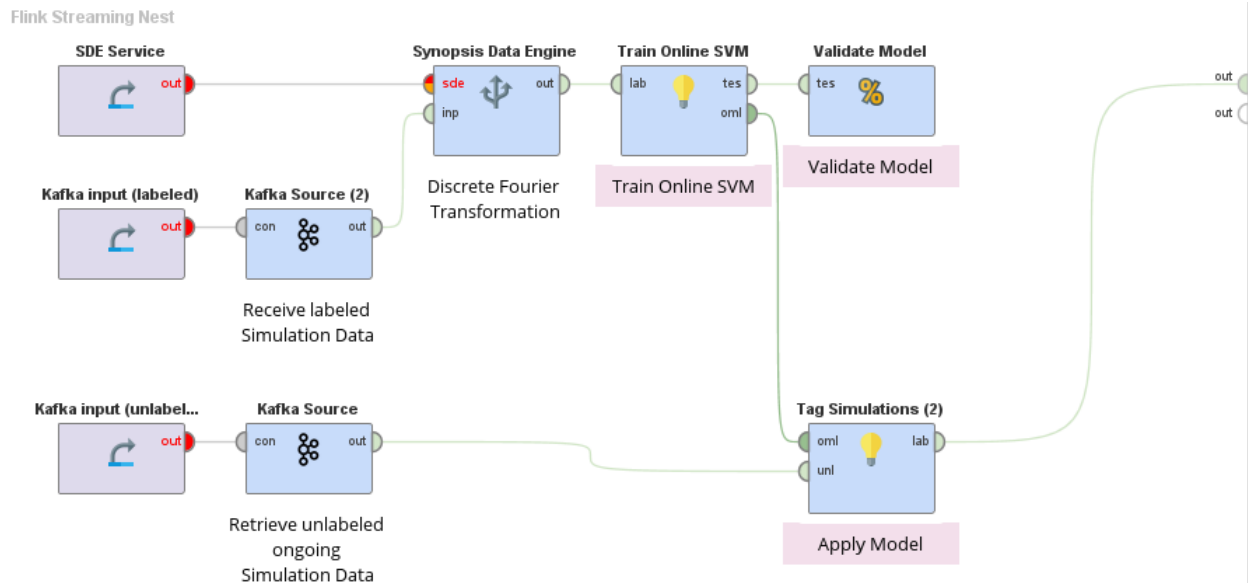 Flink Streaming Nest
SDE Service
out
Synopsis Data Engine
sde
out
inp
Discrete Fourier
Transformation
Train Online SVM
lab
tes
oml
Train Online SVM
Validate Model
tes
Validate Model
out
out
Kafka input (labeled)
out
Kafka Source (2)
con
out
Receive labeled
Simulation Data
Kafka input (unlabel...
out
Kafka Source
con
out
Retrieve unlabeled
ongoing
Simulation Data
Tag Simulations (2)
oml
lab
unl
Apply Model